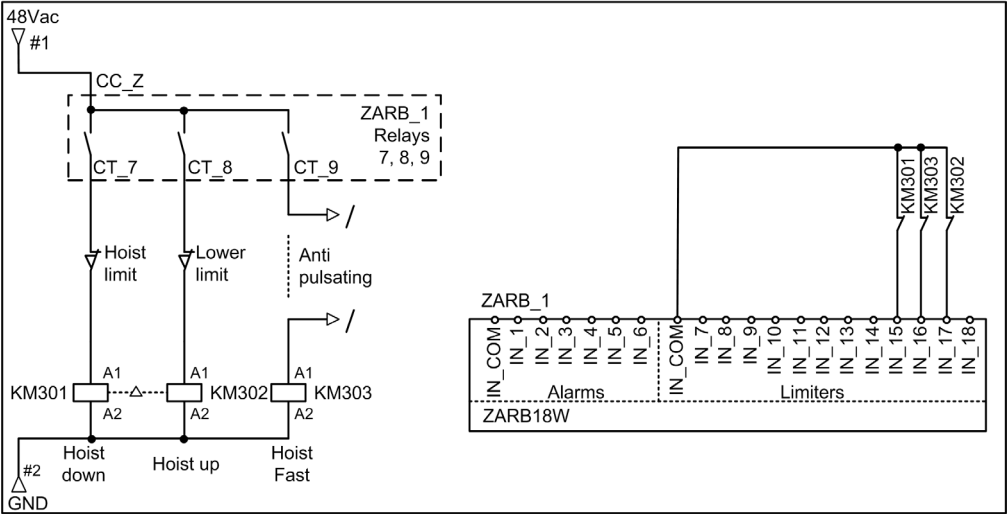 48Vac
#1
CC_Z
ZARB_1
Relays
7, 8, 9
CT_7
CT_8
CT_9
/
Hoist
limit
Lower
limit
Anti
pulsating
/
A1
A1
A1
KM301
KM302
KM303
A2
A2
A2
Hoist
down
Hoist up
Hoist
Fast
#2
GND
KM301
KM303
KM302
ZARB_1
IN_COM
IN_1
IN_2
IN_3
IN_4
IN_5
IN_6
IN_COM
IN_7
IN_8
IN_9
IN_10
IN_11
IN_12
IN_13
IN_14
IN_15
IN_16
IN_17
IN_18
Alarms
Limiters
ZARB18W